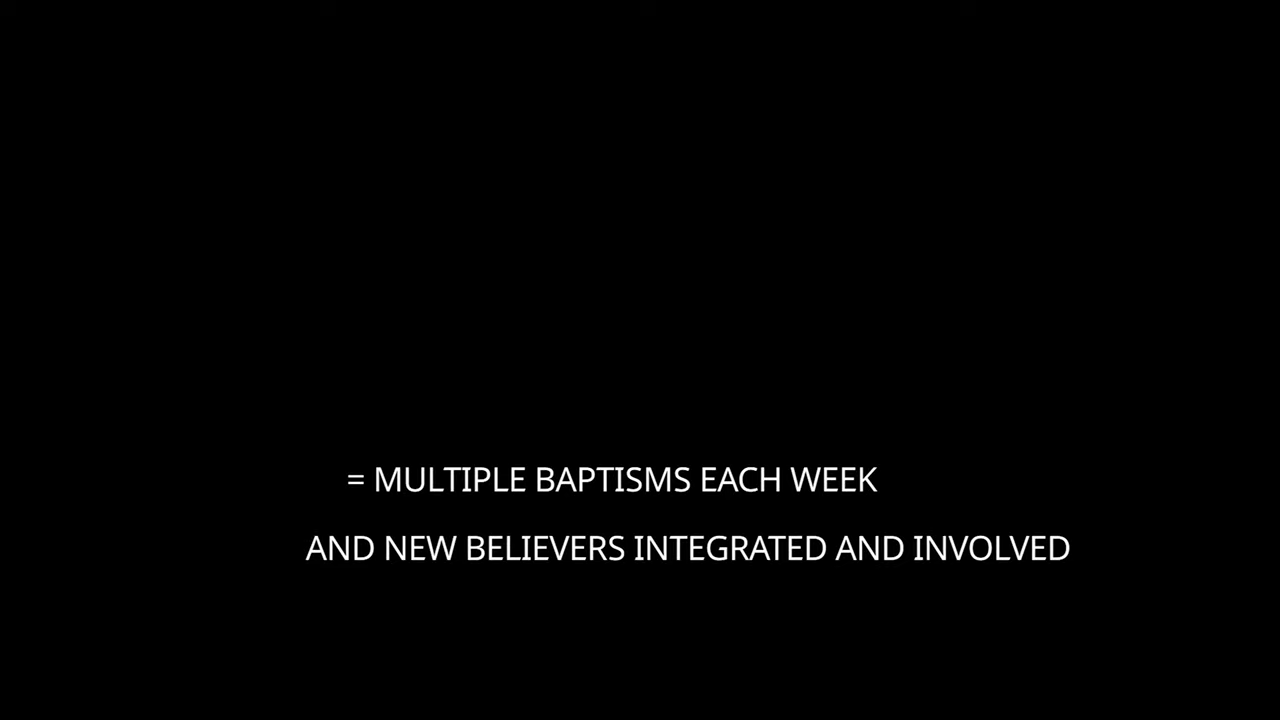 = MULTIPLE BAPTISMS EACH WEEK
AND NEW BELIEVERS INTEGRATED AND INVOLVED